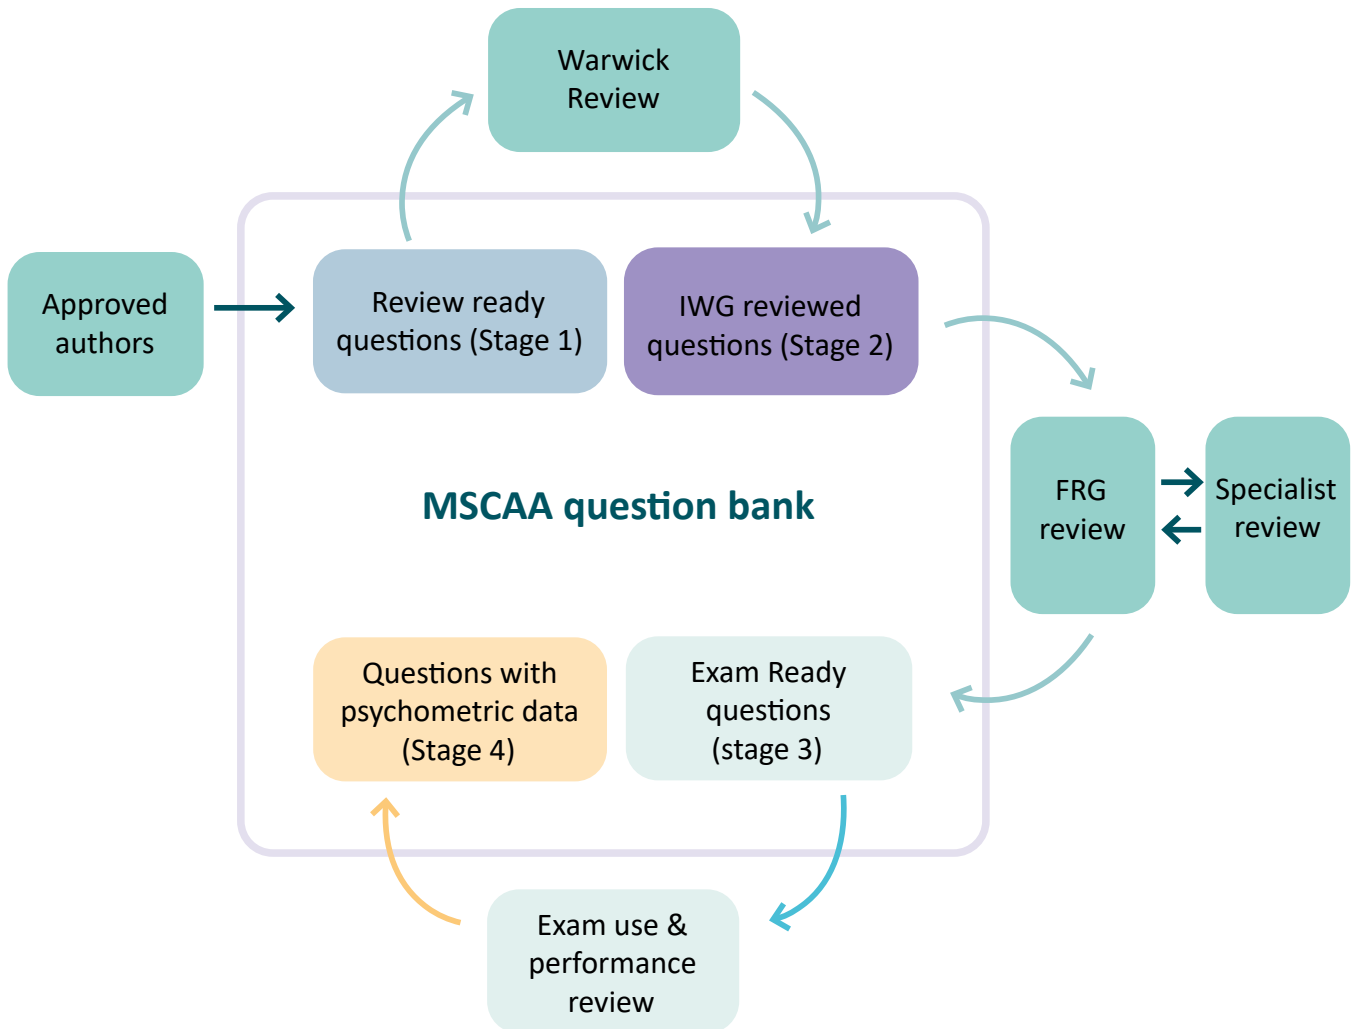 Warwick
Review
Approved
authors
Review ready
questions (Stage 1)
IWG reviewed
questions (Stage 2)
MSCAA question bank
FRG
review
Specialist
review
Questions with
psychometric data
(Stage 4)
Exam Ready
questions
(stage 3)
Exam use &
performance
review